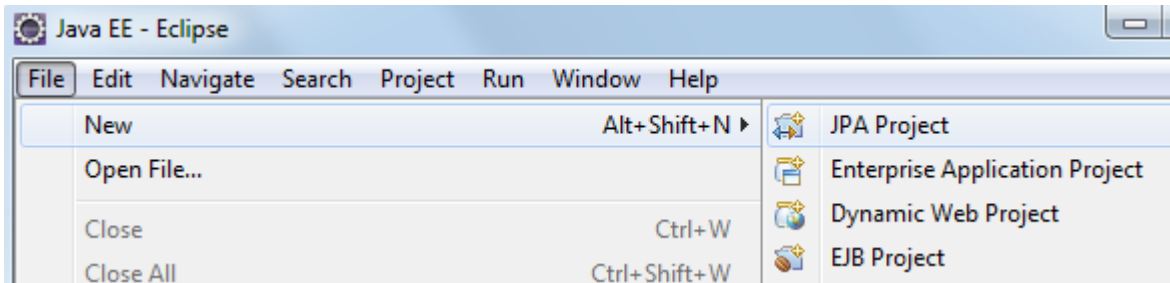 Java EE - Eclipse
File Edit Navigate Search Project Run Window Help
New Alt+Shift+N JPA Project
Open File... Enterprise Application Project
Close Ctrl+W Dynamic Web Project
Close All Ctrl+Shift+W EJB Project